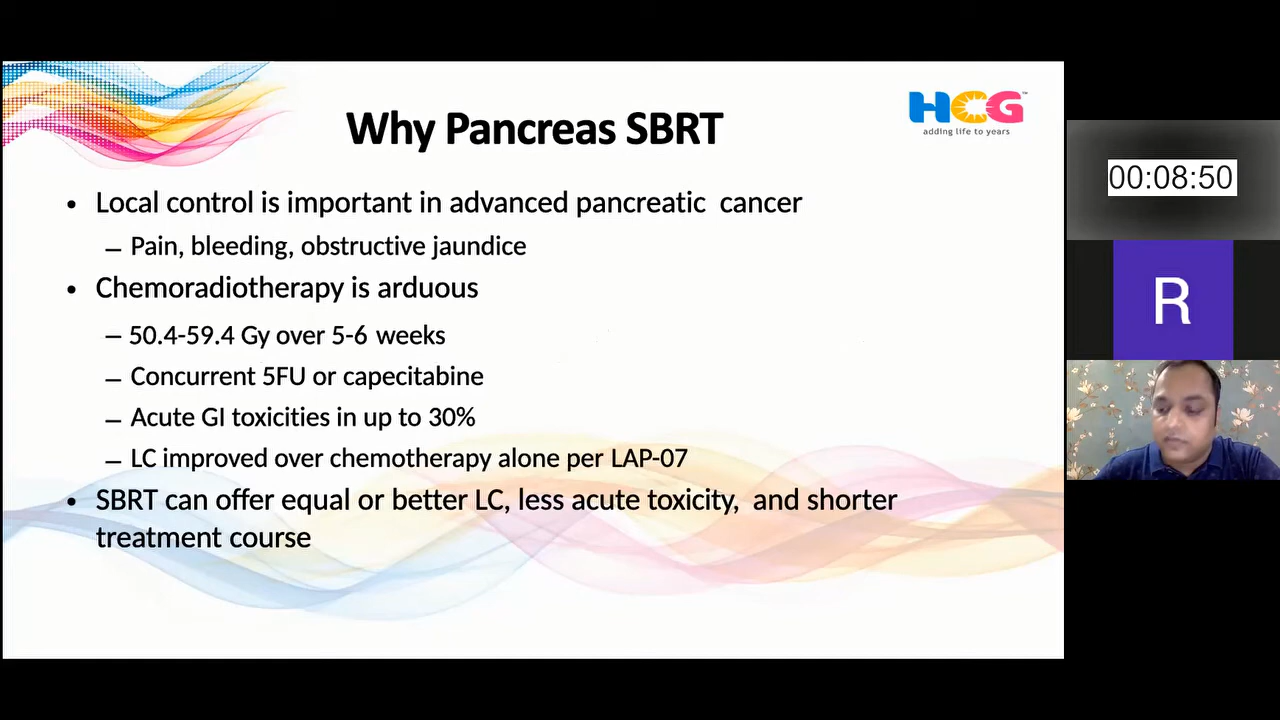 Why Pancreas SBRT
HCG
adding life to years
• Local control is important in advanced pancreatic cancer
– Pain, bleeding, obstructive jaundice
• Chemoradiotherapy is arduous
– 50.4-59.4 Gy over 5-6 weeks
– Concurrent 5FU or capecitabine
– Acute GI toxicities in up to 30%
– LC improved over chemotherapy alone per LAP-07
• SBRT can offer equal or better LC, less acute toxicity, and shorter
treatment course
00:08:50
R